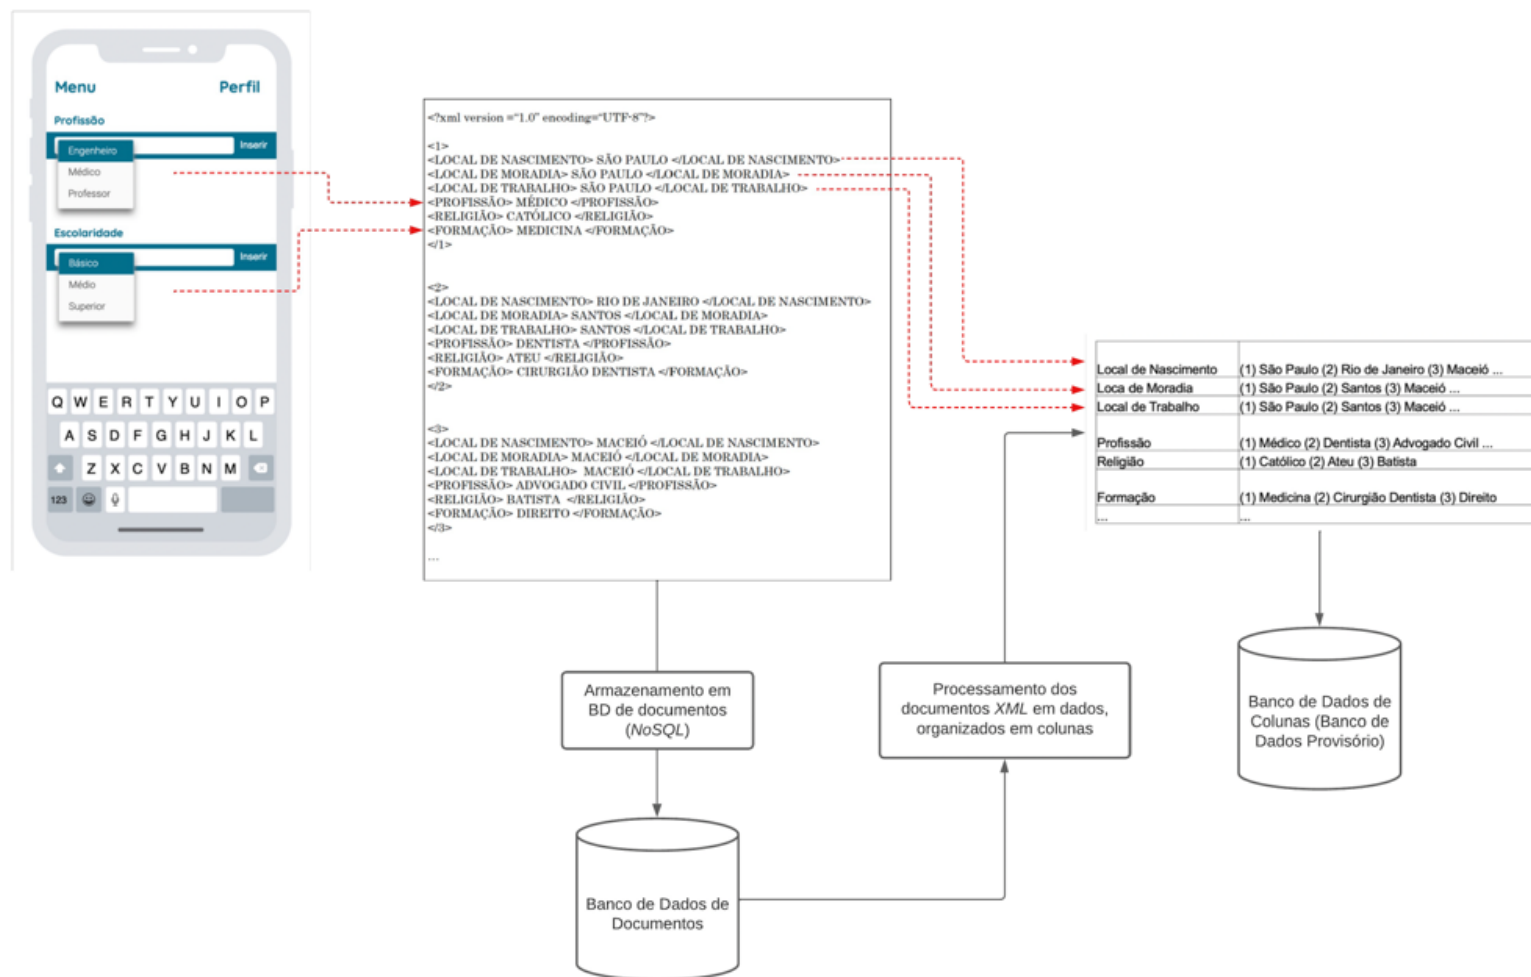 Menu
Perfil
Profissão
Inserir
Engenheiro
Médico
Professor
Escolaridade
Inserir
Básico
Médio
Superior
Q W E R T Y U I O P
A S D F G H J K L
Z X C V B N M
123
<?xml version ="1.0" encoding="UTF-8"?>
<1>
<LOCAL DE NASCIMENTO> SÃO PAULO </LOCAL DE NASCIMENTO>
<LOCAL DE MORADIA> SÃO PAULO </LOCAL DE MORADIA>
<LOCAL DE TRABALHO> SÃO PAULO </LOCAL DE TRABALHO>
<PROFISSÃO> MÉDICO </PROFISSÃO>
<RELIGIÃO> CATÓLICO </RELIGIÃO>
<FORMAÇÃO> MEDICINA </FORMAÇÃO>
</1>
<2>
<LOCAL DE NASCIMENTO> RIO DE JANEIRO </LOCAL DE NASCIMENTO>
<LOCAL DE MORADIA> SANTOS </LOCAL DE MORADIA>
<LOCAL DE TRABALHO> SANTOS </LOCAL DE TRABALHO>
<PROFISSÃO> DENTISTA </PROFISSÃO>
<RELIGIÃO> ATEU </RELIGIÃO>
<FORMAÇÃO> CIRURGIÃO DENTISTA </FORMAÇÃO>
</2>
<3>
<LOCAL DE NASCIMENTO> MACEIÓ </LOCAL DE NASCIMENTO>
<LOCAL DE MORADIA> MACEIÓ </LOCAL DE MORADIA>
<LOCAL DE TRABALHO> MACEIÓ </LOCAL DE TRABALHO>
<PROFISSÃO> ADVOGADO CIVIL </PROFISSÃO>
<RELIGIÃO> BATISTA </RELIGIÃO>
<FORMAÇÃO> DIREITO </FORMAÇÃO>
</3>
...
Local de Nascimento (1) São Paulo (2) Rio de Janeiro (3) Maceió ...
Loca de Moradia (1) São Paulo (2) Santos (3) Maceió ...
Local de Trabalho (1) São Paulo (2) Santos (3) Maceió ...
Profissão (1) Médico (2) Dentista (3) Advogado Civil ...
Religião (1) Católico (2) Ateu (3) Batista
Formação (1) Medicina (2) Cirurgião Dentista (3) Direito
... ...
Armazenamento em
BD de documentos
(NoSQL)
Banco de Dados de
Documentos
Processamento dos
documentos XML em dados,
organizados em colunas
Banco de Dados de
Colunas (Banco de
Dados Provisório)